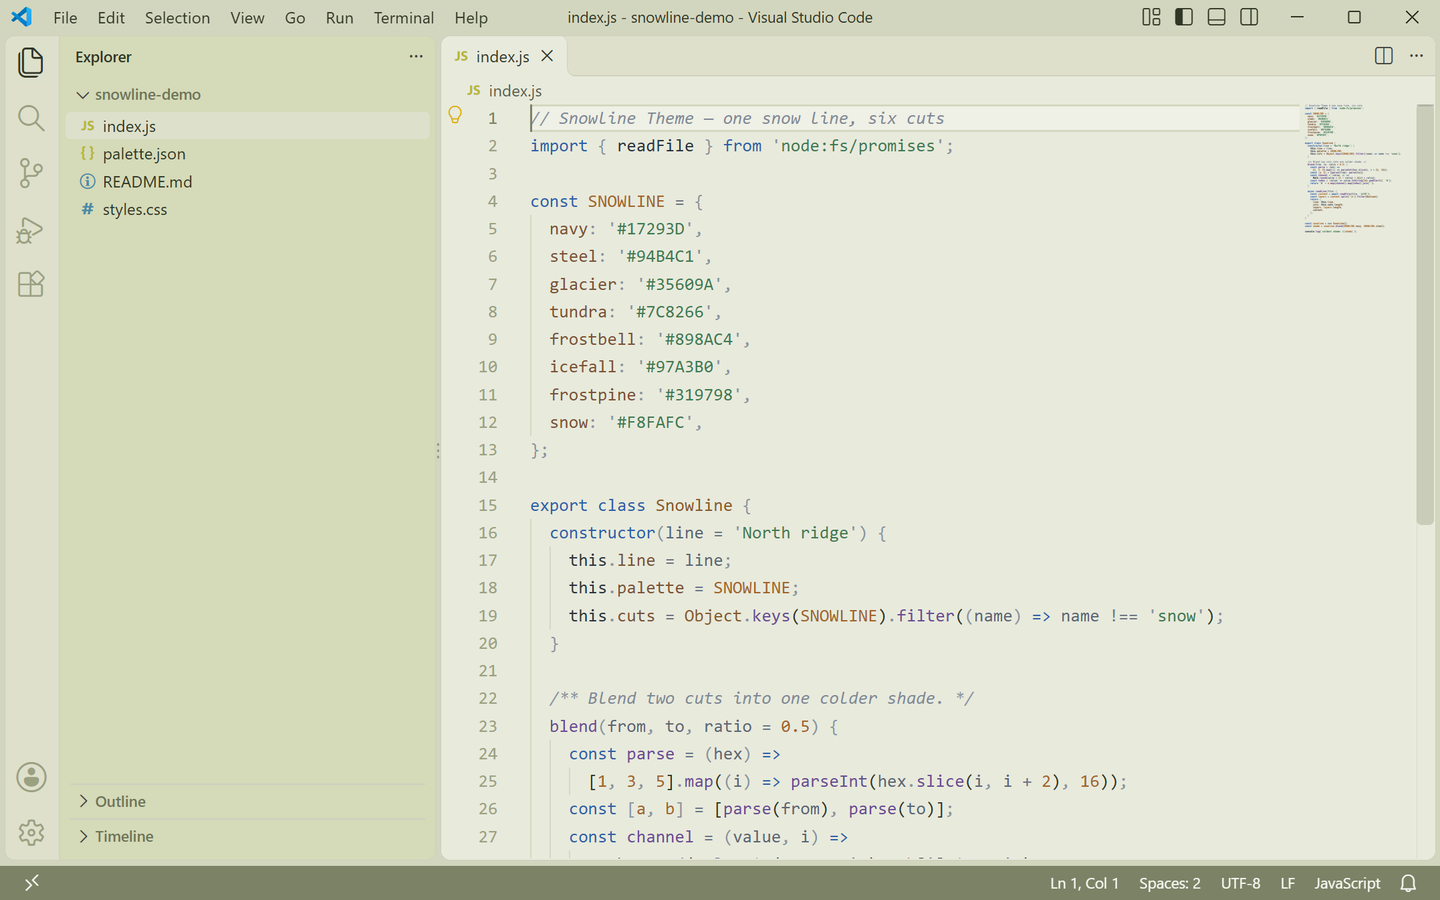 File Edit Selection View Go Run Terminal Help
index.js - snowline-demo - Visual Studio Code
Explorer
snowline-demo
JS index.js
{} palette.json
README.md
# styles.css
Outline
Timeline
JS index.js
JS index.js
1 // Snowline Theme — one snow line, six cuts
2 import { readFile } from 'node:fs/promises';
3
4 const SNOWLINE = {
5 navy: '#17293D',
6 steel: '#94B4C1',
7 glacier: '#35609A',
8 tundra: '#7C8266',
9 frostbell: '#898AC4',
10 icefall: '#97A3B0',
11 frostpine: '#319798',
12 snow: '#F8FAFC',
13 };
14
15 export class Snowline {
16 constructor(line = 'North ridge') {
17 this.line = line;
18 this.palette = SNOWLINE;
19 this.cuts = Object.keys(SNOWLINE).filter((name) => name !== 'snow');
20 }
21
22 /** Blend two cuts into one colder shade. */
23 blend(from, to, ratio = 0.5) {
24 const parse = (hex) =>
25 [1, 3, 5].map((i) => parseInt(hex.slice(i, i + 2), 16));
26 const [a, b] = [parse(from), parse(to)];
27 const channel = (value, i) =>
Ln 1, Col 1 Spaces: 2 UTF-8 LF JavaScript